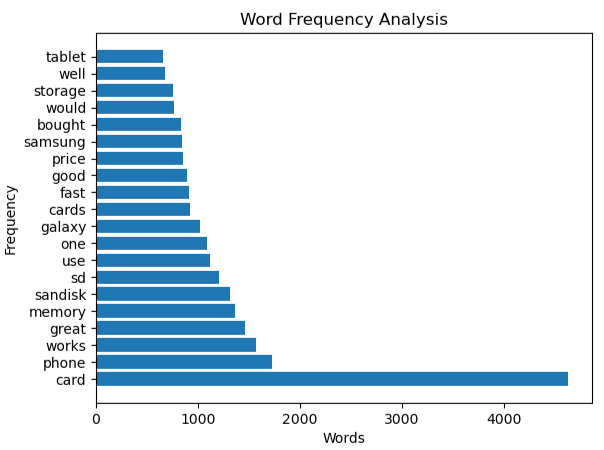 Word Frequency Analysis
Frequency
tablet
well
storage
would
bought
samsung
price
good
fast
cards
galaxy
one
use
sd
sandisk
memory
great
works
phone
card
0 1000 2000 3000 4000
Words